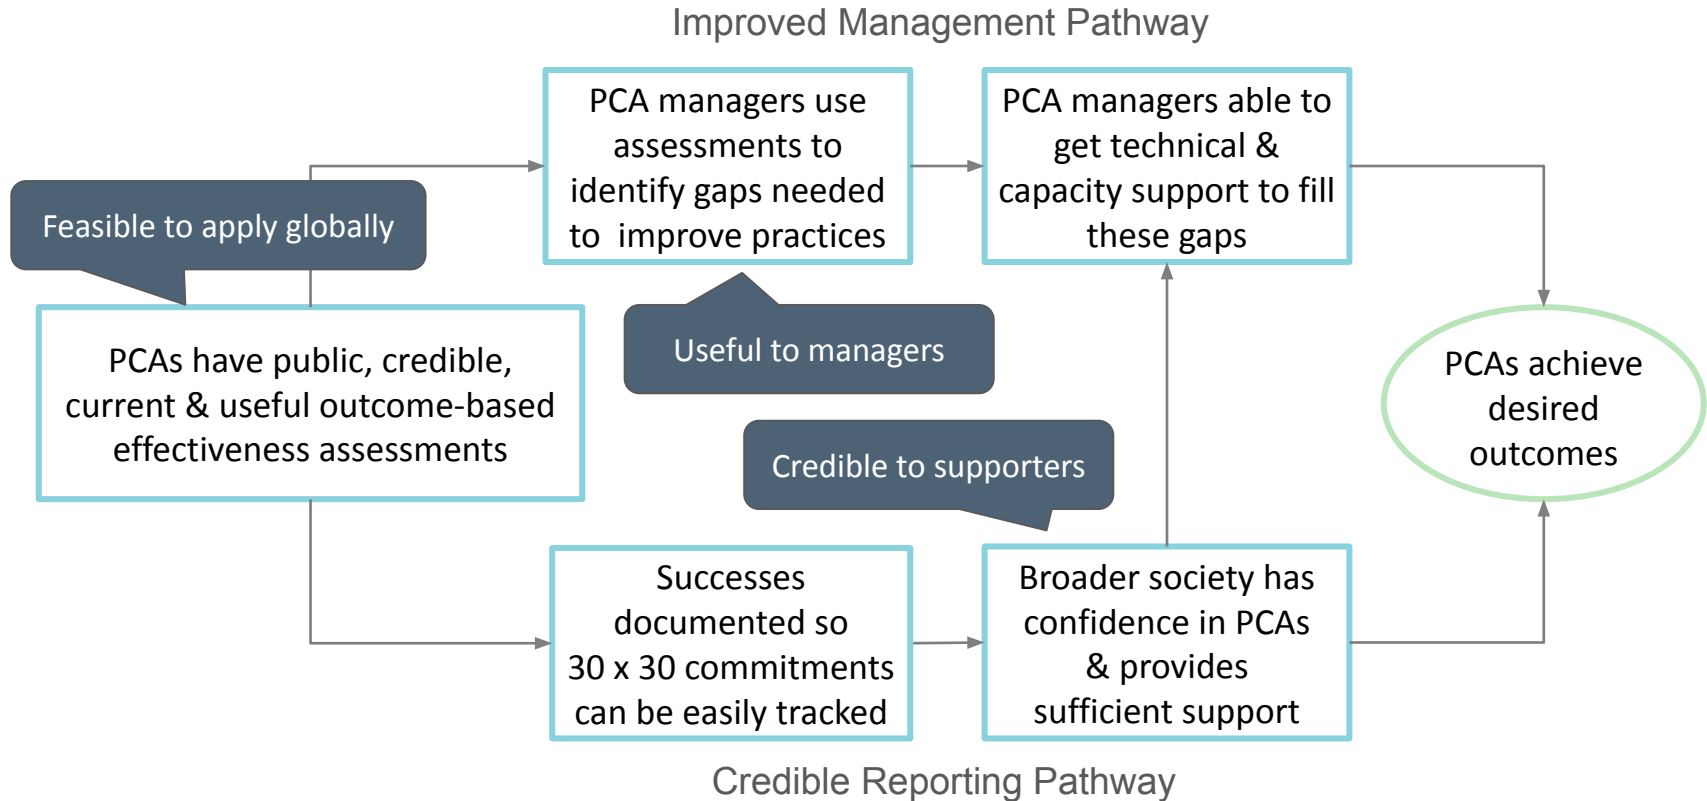 Improved Management Pathway
PCA managers use
assessments to
identify gaps needed
to improve practices
PCA managers able to
get technical &
capacity support to fill
these gaps
Feasible to apply globally
Useful to managers
PCAs have public, credible,
current & useful outcome-based
effectiveness assessments
PCAs achieve
desired
outcomes
Credible to supporters
Successes
documented so
30 x 30 commitments
can be easily tracked
Broader society has
confidence in PCAs
& provides
sufficient support
Credible Reporting Pathway